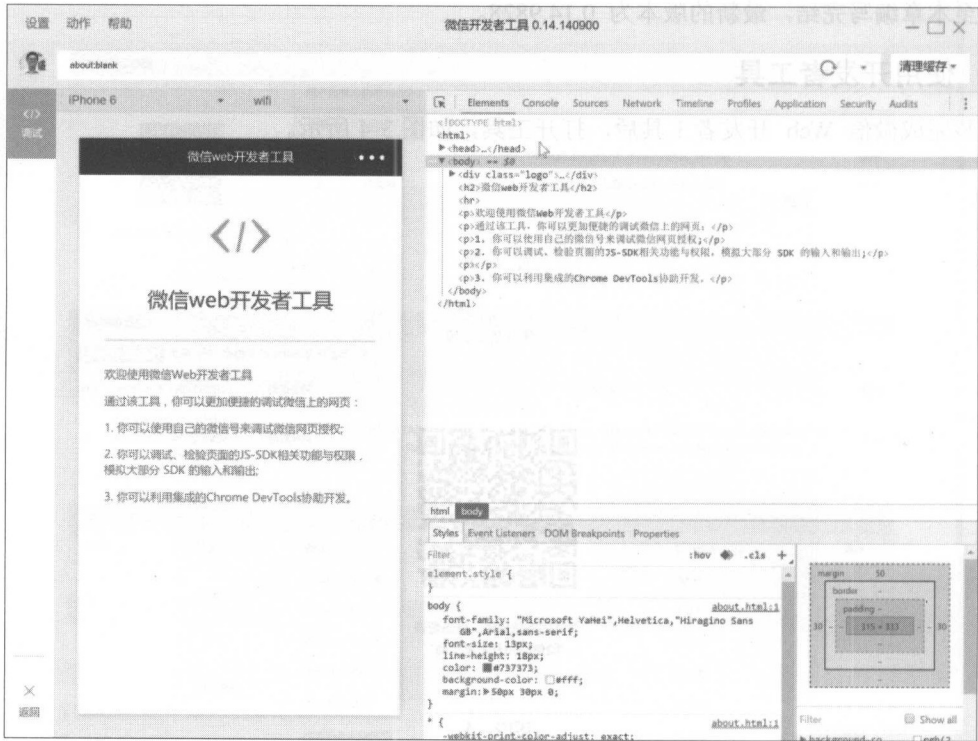 设置 动作 帮助
微信开发者工具 0.14.140900
about:blank
清理缓存
iPhone 6
wifi
调试
返回
微信web开发者工具
</>
微信web开发者工具
欢迎使用微信Web开发者工具
通过该工具，你可以更加便捷的调试微信上的网页：
1. 你可以使用自己的微信号来调试微信网页授权;
2. 你可以调试、检验页面的JS-SDK相关功能与权限，
模拟大部分 SDK 的输入和输出;
3. 你可以利用集成的Chrome DevTools协助开发。
Elements Console Sources Network Timeline Profiles Application Security Audits
<!DOCTYPE html>
<html>
<head>…</head>
<body> == $0
<div class="logo">…</div>
<h2>微信web开发者工具</h2>
<hr>
<p>欢迎使用微信Web开发者工具</p>
<p>通过该工具，你可以更加便捷的调试微信上的网页：</p>
<p>1. 你可以使用自己的微信号来调试微信网页授权;</p>
<p>2. 你可以调试、检验页面的JS-SDK相关功能与权限，模拟大部分 SDK 的输入和输出;</p>
<p></p>
<p>3. 你可以利用集成的Chrome DevTools协助开发。</p>
</body>
</html>
html body
Styles Event Listeners DOM Breakpoints Properties
Filter :hov .cls +
element.style {
}
body { about.html:1
font-family: "Microsoft YaHei",Helvetica,"Hiragino Sans
GB",Arial,sans-serif;
font-size: 13px;
line-height: 18px;
color: #737373;
background-color: #fff;
margin: 50px 30px 0;
}
* { about.html:1
-webkit-print-color-adjust: exact;
margin 50
border -
padding -
30 - - 315 × 333 - - 30
Filter Show all